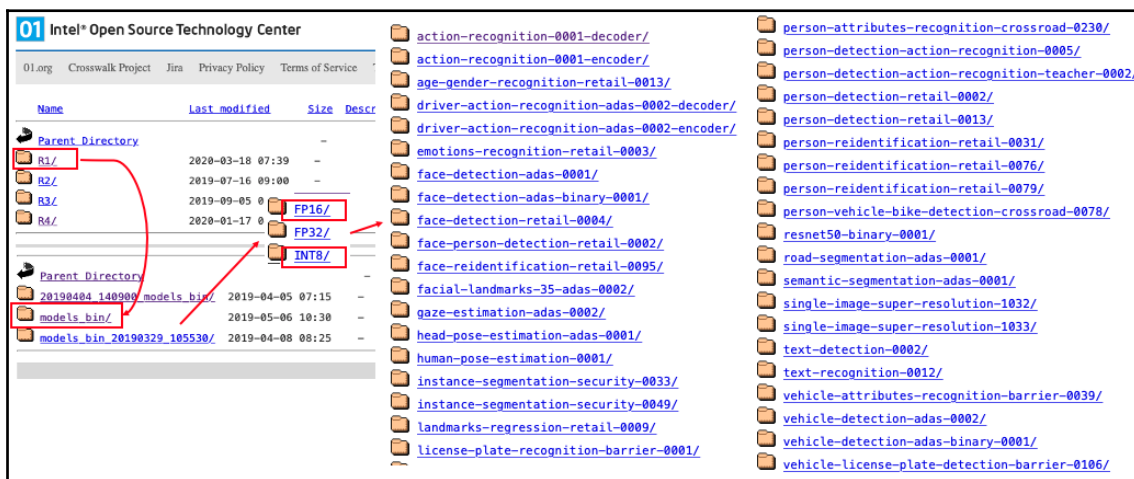 01 Intel® Open Source Technology Center
01.org Crosswalk Project Jira Privacy Policy Terms of Service
Name Last modified Size Descr
Parent Directory –
R1/ 2020-03-18 07:39 –
R2/ 2019-07-16 09:00 –
R3/ 2019-09-05 0
R4/ 2020-01-17 0
Parent Directory –
20190404_140900_models_bin/ 2019-04-05 07:15 –
models_bin/ 2019-05-06 10:30 –
models_bin_20190329_105530/ 2019-04-08 08:25 –
FP16/
FP32/
INT8/
action-recognition-0001-decoder/
action-recognition-0001-encoder/
age-gender-recognition-retail-0013/
driver-action-recognition-adas-0002-decoder/
driver-action-recognition-adas-0002-encoder/
emotions-recognition-retail-0003/
face-detection-adas-0001/
face-detection-adas-binary-0001/
face-detection-retail-0004/
face-person-detection-retail-0002/
face-reidentification-retail-0095/
facial-landmarks-35-adas-0002/
gaze-estimation-adas-0002/
head-pose-estimation-adas-0001/
human-pose-estimation-0001/
instance-segmentation-security-0033/
instance-segmentation-security-0049/
landmarks-regression-retail-0009/
license-plate-recognition-barrier-0001/
person-attributes-recognition-crossroad-0230/
person-detection-action-recognition-0005/
person-detection-action-recognition-teacher-0002/
person-detection-retail-0002/
person-detection-retail-0013/
person-reidentification-retail-0031/
person-reidentification-retail-0076/
person-reidentification-retail-0079/
person-vehicle-bike-detection-crossroad-0078/
resnet50-binary-0001/
road-segmentation-adas-0001/
semantic-segmentation-adas-0001/
single-image-super-resolution-1032/
single-image-super-resolution-1033/
text-detection-0002/
text-recognition-0012/
vehicle-attributes-recognition-barrier-0039/
vehicle-detection-adas-0002/
vehicle-detection-adas-binary-0001/
vehicle-license-plate-detection-barrier-0106/